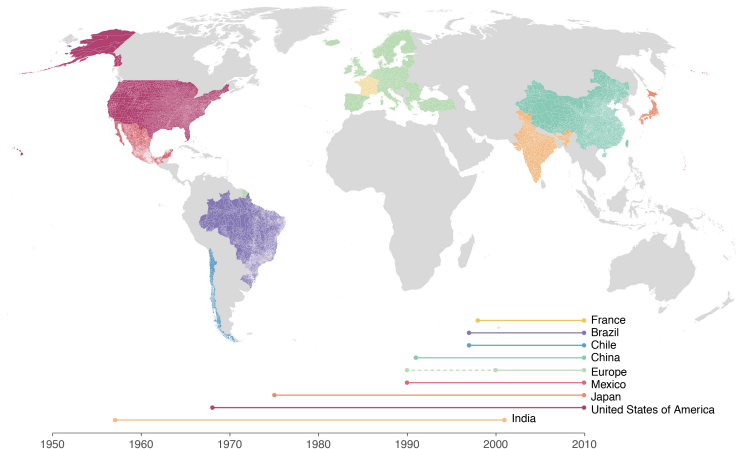 France
Brazil
Chile
China
Europe
Mexico
Japan
United States of America
India
1950 1960 1970 1980 1990 2000 2010